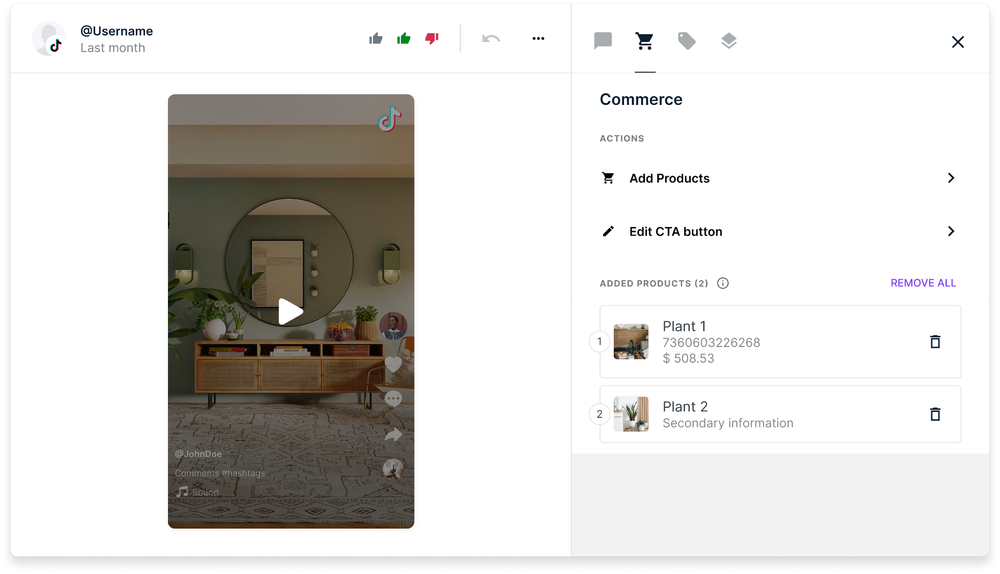 @Username
Last month
ARCHITECTURE
@JohnDoe
Comments #hashtags
Sound
Commerce
ACTIONS
Add Products
Edit CTA button
ADDED PRODUCTS (2)
REMOVE ALL
1
Plant 1
7360603226268
$ 508.53
2
Plant 2
Secondary information